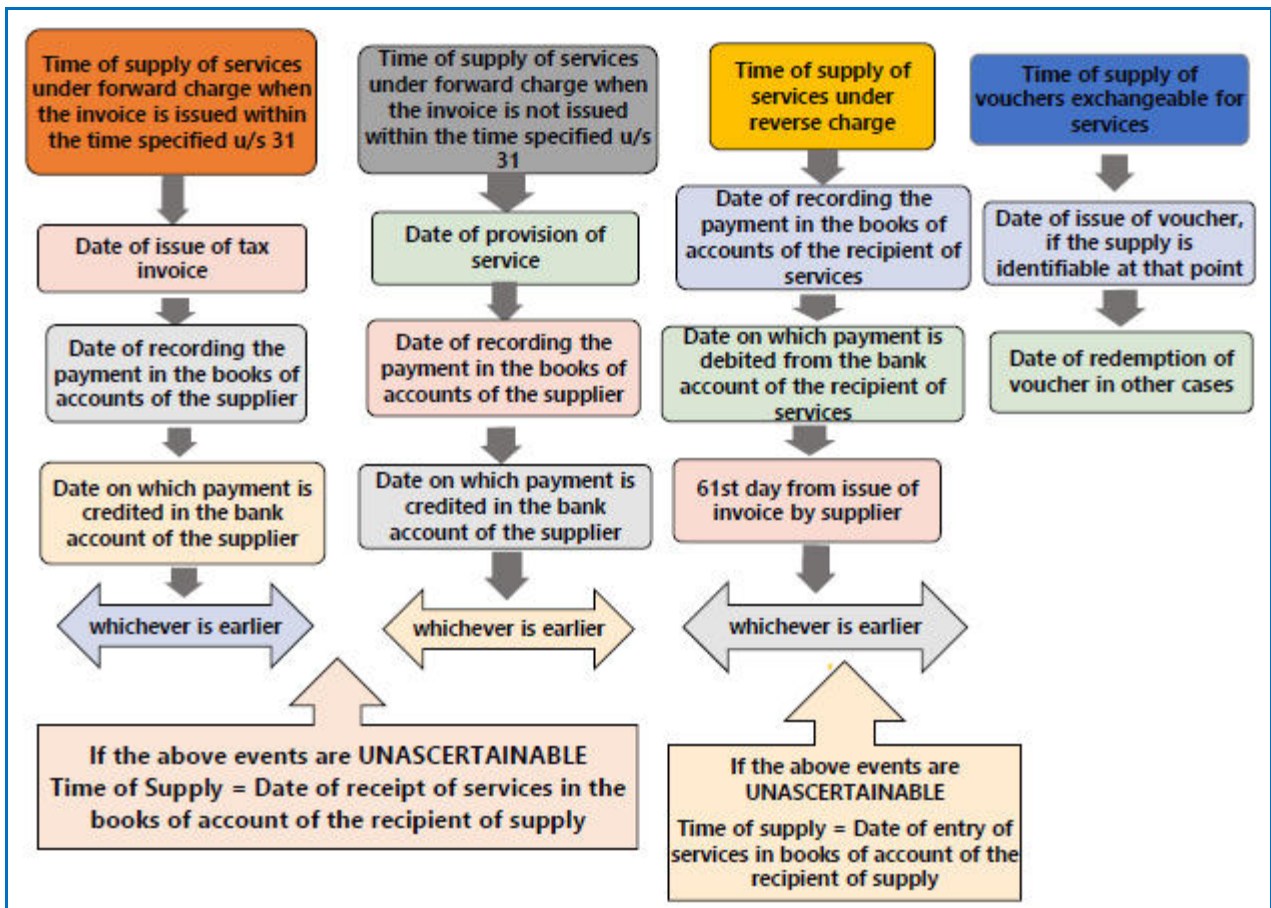 Time of supply of services
under forward charge when
the invoice is issued within
the time specified u/s 31
Date of issue of tax
invoice
Date of recording the
payment in the books of
accounts of the supplier
Date on which payment is
credited in the bank
account of the supplier
whichever is earlier
Time of supply of services
under forward charge when
the invoice is not issued
within the time specified u/s
31
Date of provision of
service
Date of recording the
payment in the books of
accounts of the supplier
Date on which payment is
credited in the bank
account of the supplier
whichever is earlier
If the above events are UNASCERTAINABLE
Time of Supply = Date of receipt of services in the
books of account of the recipient of supply
Time of supply of
services under
reverse charge
Date of recording the
payment in the books of
accounts of the recipient of
services
Date on which payment is
debited from the bank
account of the recipient of
services
61st day from issue of
invoice by supplier
whichever is earlier
If the above events are
UNASCERTAINABLE
Time of supply = Date of entry of
services in books of account of the
recipient of supply
Time of supply of
vouchers exchangeable for
services
Date of issue of voucher,
if the supply is
identifiable at that point
Date of redemption of
voucher in other cases